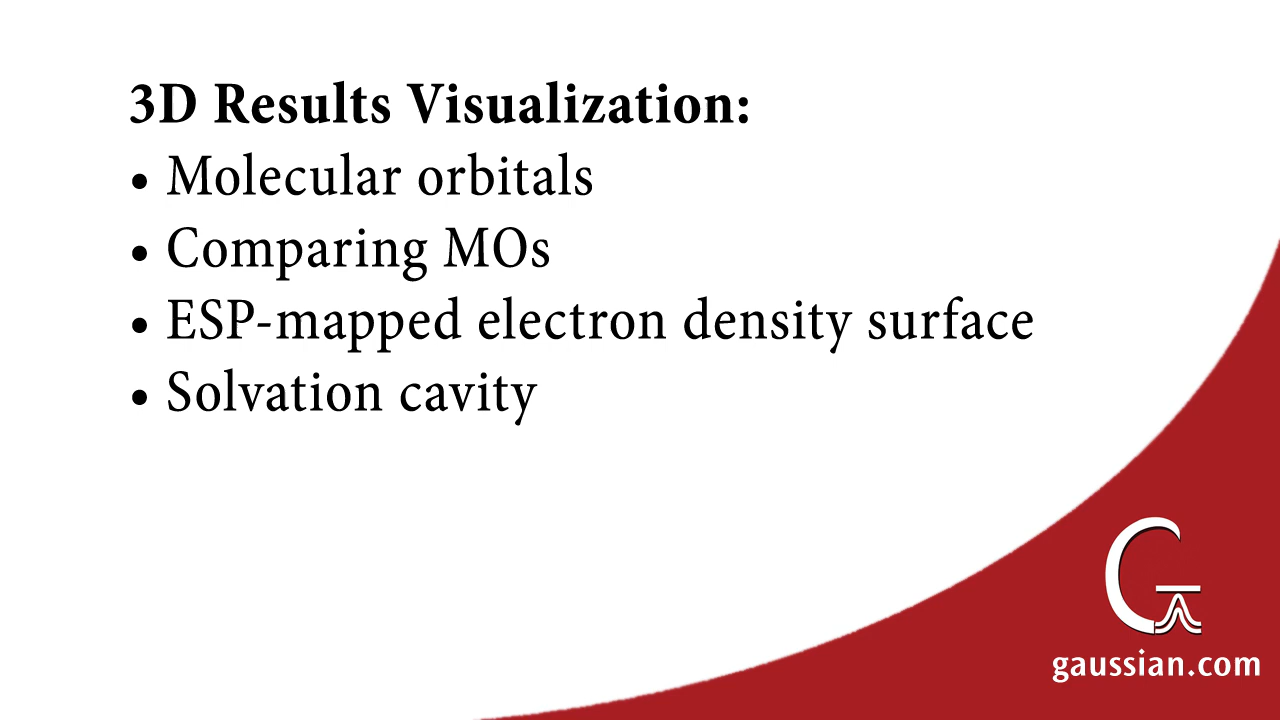 3D Results Visualization:
• Molecular orbitals
• Comparing MOs
• ESP-mapped electron density surface
• Solvation cavity
G
gaussian.com